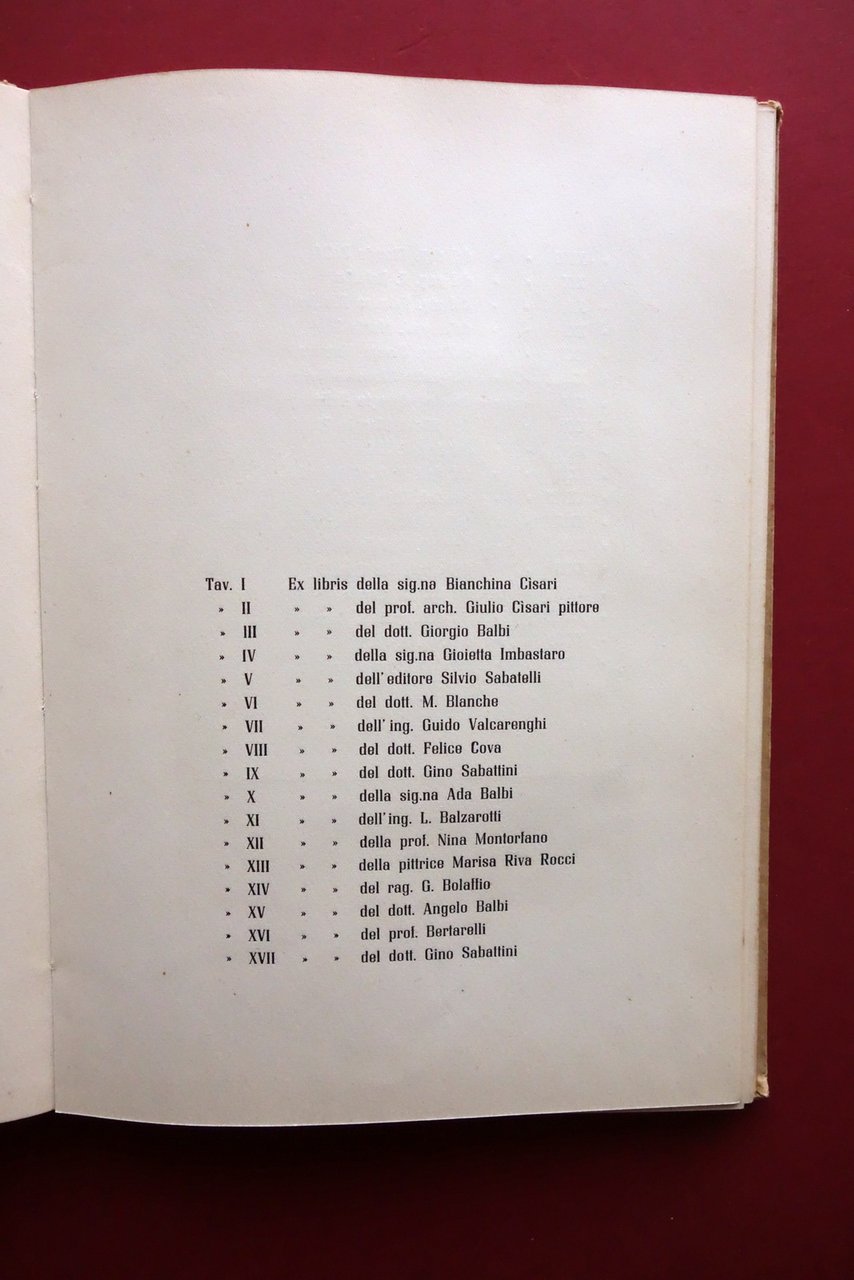 Tav. I Ex libris della sig.na Bianchina Cisari
» II » » del prof. arch. Giulio Cisari pittore
» III » » del dott. Giorgio Balbi
» IV » » della sig.na Gioietta Imbastaro
» V » » dell'editore Silvio Sabatelli
» VI » » del dott. M. Blanche
» VII » » dell'ing. Guido Valcarenghi
» VIII » » del dott. Felice Cova
» IX » » del dott. Gino Sabattini
» X » » della sig.na Ada Balbi
» XI » » dell'ing. L. Balzarotti
» XII » » della prof. Nina Montorfano
» XIII » » della pittrice Marisa Riva Rocci
» XIV » » del rag. G. Bolaffio
» XV » » del dott. Angelo Balbi
» XVI » » del prof. Bertarelli
» XVII » » del dott. Gino Sabattini